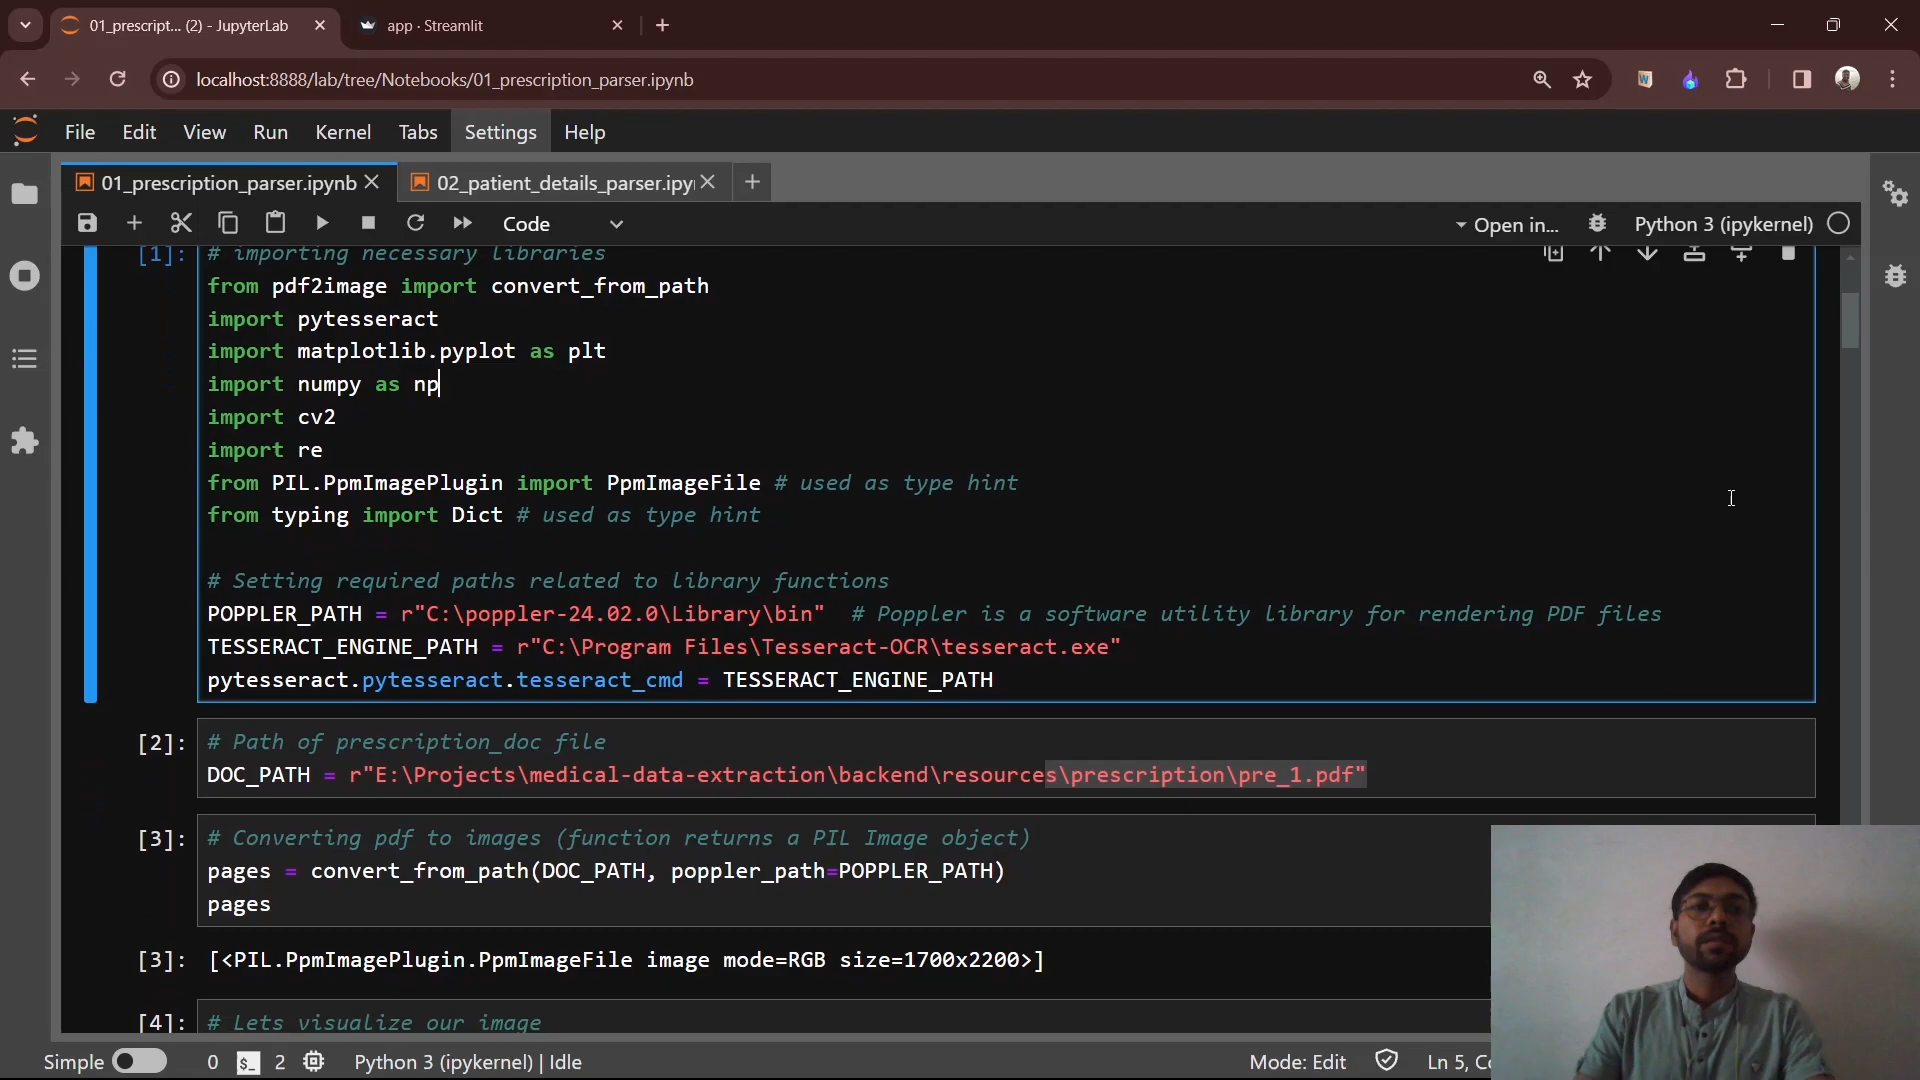 01_prescript... (2) - JupyterLab
app · Streamlit
localhost:8888/lab/tree/Notebooks/01_prescription_parser.ipynb
File Edit View Run Kernel Tabs Settings Help
01_prescription_parser.ipynb
02_patient_details_parser.ipy
Code
Open in...
Python 3 (ipykernel)
[1]: # importing necessary libraries
from pdf2image import convert_from_path
import pytesseract
import matplotlib.pyplot as plt
import numpy as np
import cv2
import re
from PIL.PpmImagePlugin import PpmImageFile # used as type hint
from typing import Dict # used as type hint
# Setting required paths related to library functions
POPPLER_PATH = r"C:\poppler-24.02.0\Library\bin"  # Poppler is a software utility library for rendering PDF files
TESSERACT_ENGINE_PATH = r"C:\Program Files\Tesseract-OCR\tesseract.exe"
pytesseract.pytesseract.tesseract_cmd = TESSERACT_ENGINE_PATH
[2]: # Path of prescription_doc file
DOC_PATH = r"E:\Projects\medical-data-extraction\backend\resources\prescription\pre_1.pdf"
[3]: # Converting pdf to images (function returns a PIL Image object)
pages = convert_from_path(DOC_PATH, poppler_path=POPPLER_PATH)
pages
[3]: [<PIL.PpmImagePlugin.PpmImageFile image mode=RGB size=1700x2200>]
[4]: # Lets visualize our image
Simple 0 $_ 2 Python 3 (ipykernel) | Idle Mode: Edit Ln 5,